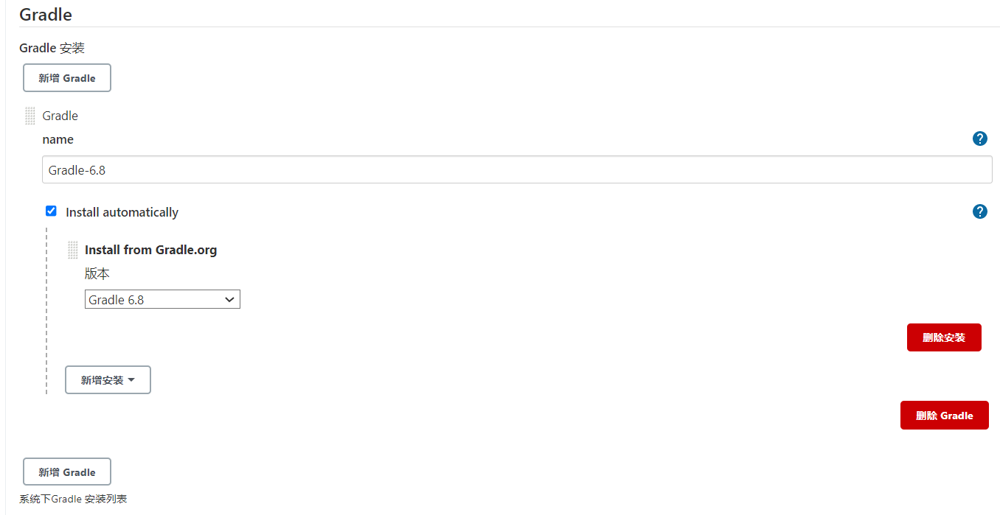 Gradle
Gradle 安装
新增 Gradle
Gradle
name
?
Gradle-6.8
Install automatically
?
Install from Gradle.org
版本
Gradle 6.8
删除安装
新增安装
删除 Gradle
新增 Gradle
系统下Gradle 安装列表